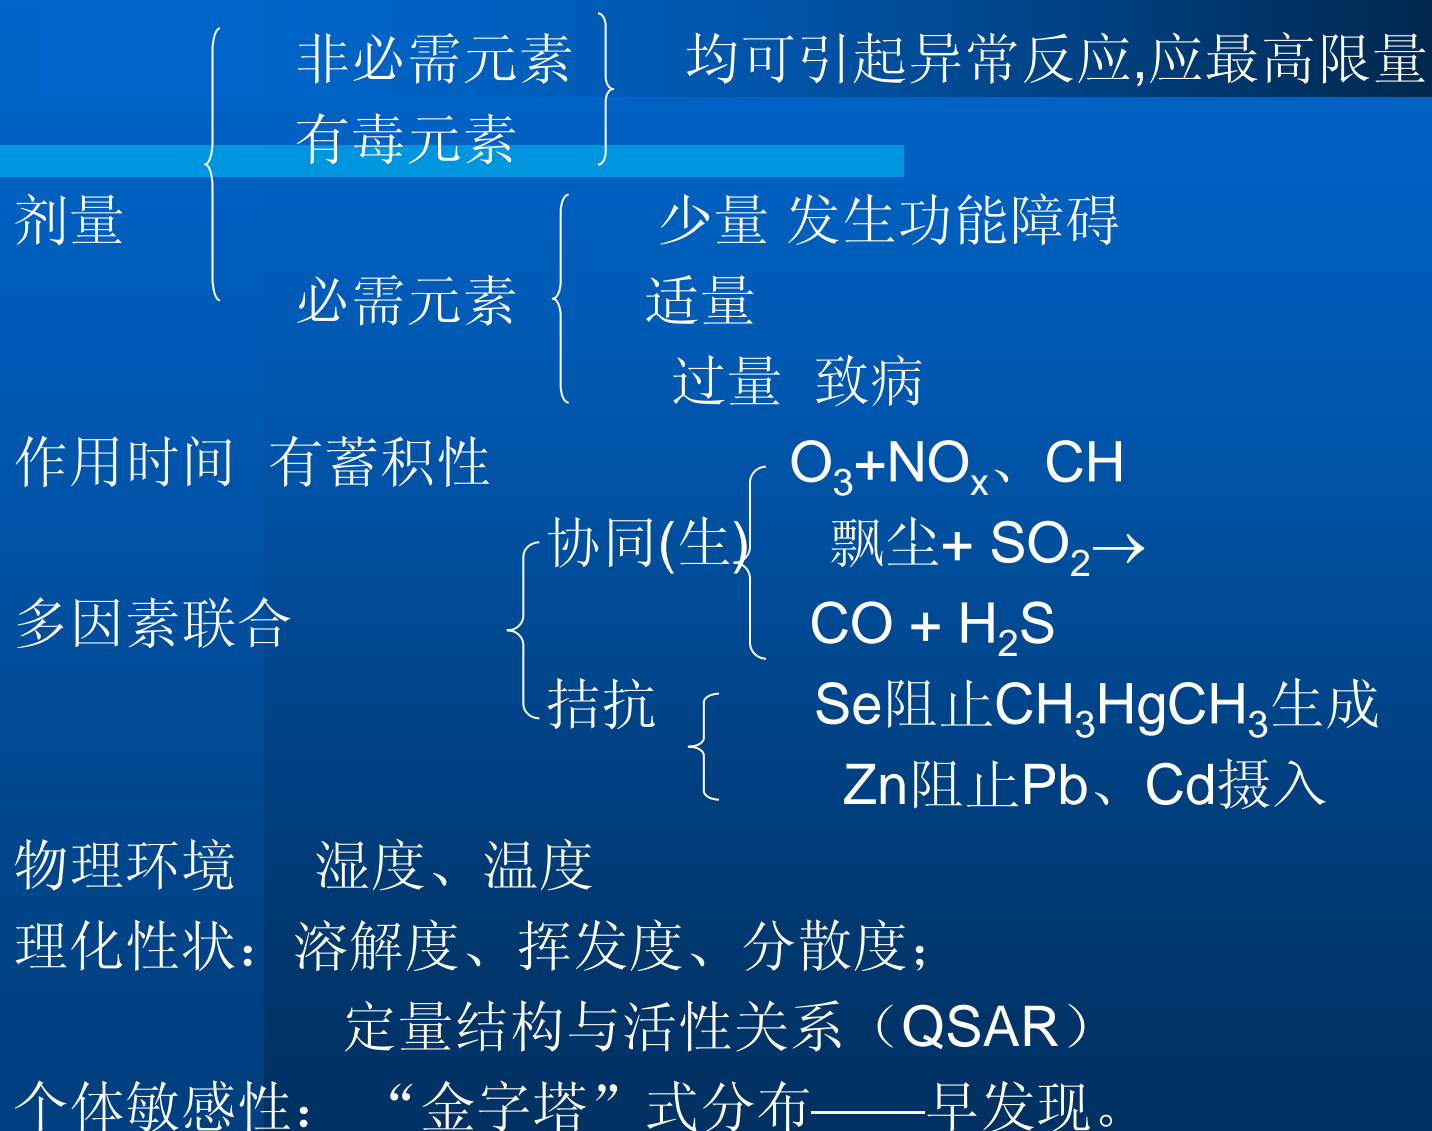 非必需元素 均可引起异常反应,应最高限量
有毒元素
剂量 少量 发生功能障碍
必需元素 适量
过量 致病
作用时间 有蓄积性 O₃+NOₓ、CH
协同(生) 飘尘+ SO₂→
多因素联合 CO + H₂S
拮抗 Se阻止CH₃HgCH₃生成
Zn阻止Pb、Cd摄入
物理环境 湿度、温度
理化性状：溶解度、挥发度、分散度；
定量结构与活性关系（QSAR）
个体敏感性： “金字塔”式分布——早发现。